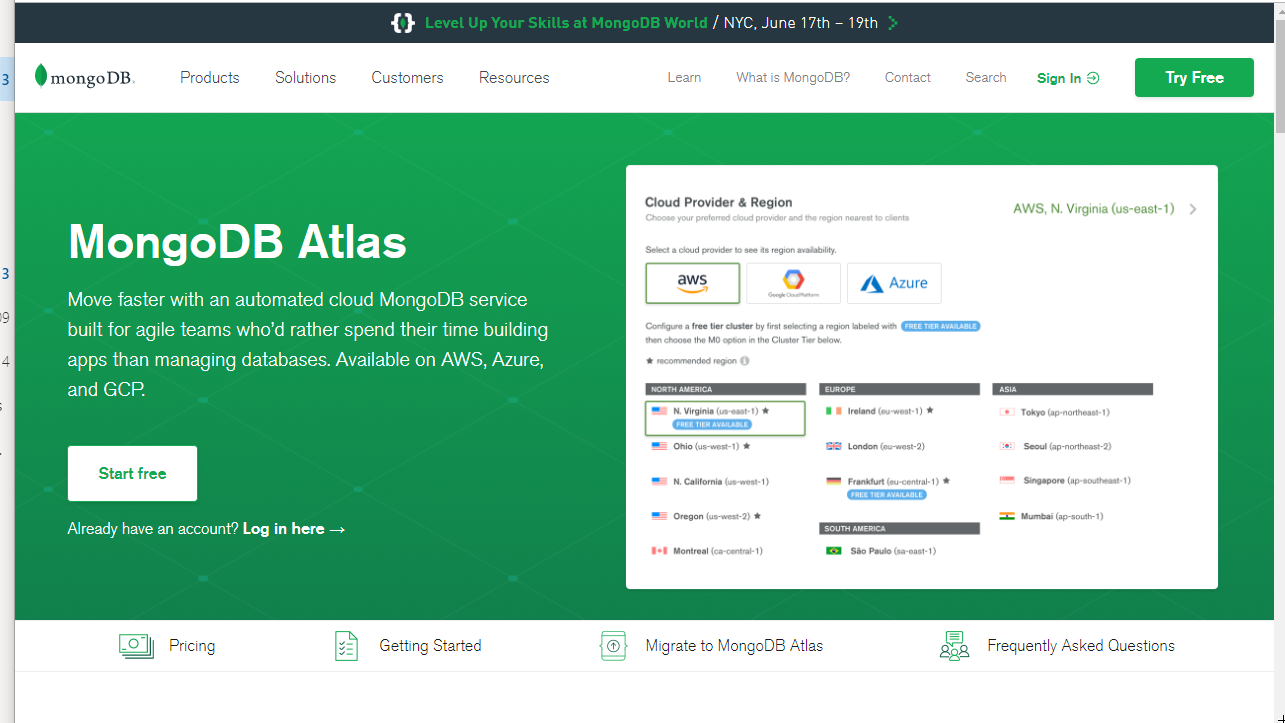 Level Up Your Skills at MongoDB World / NYC, June 17th – 19th
mongoDB. Products Solutions Customers Resources Learn What is MongoDB? Contact Search Sign In Try Free
MongoDB Atlas
Move faster with an automated cloud MongoDB service
built for agile teams who'd rather spend their time building
apps than managing databases. Available on AWS, Azure,
and GCP.
Start free
Already have an account? Log in here →
Cloud Provider & Region
Choose your preferred cloud provider and the region nearest to clients
AWS, N. Virginia (us-east-1)
Select a cloud provider to see its region availability.
aws
Google Cloud Platform
Azure
Configure a free tier cluster by first selecting a region labeled with FREE TIER AVAILABLE
then choose the M0 option in the Cluster Tier below.
★ recommended region
NORTH AMERICA
N. Virginia (us-east-1) ★
FREE TIER AVAILABLE
Ohio (us-west-1) ★
N. California (us-west-1)
Oregon (us-west-2) ★
Montreal (ca-central-1)
EUROPE
Ireland (eu-west-1) ★
London (eu-west-2)
Frankfurt (eu-central-1) ★
FREE TIER AVAILABLE
SOUTH AMERICA
São Paulo (sa-east-1)
ASIA
Tokyo (ap-northeast-1)
Seoul (ap-northeast-2)
Singapore (ap-southeast-1)
Mumbai (ap-south-1)
Pricing
Getting Started
Migrate to MongoDB Atlas
Frequently Asked Questions
3
3
4